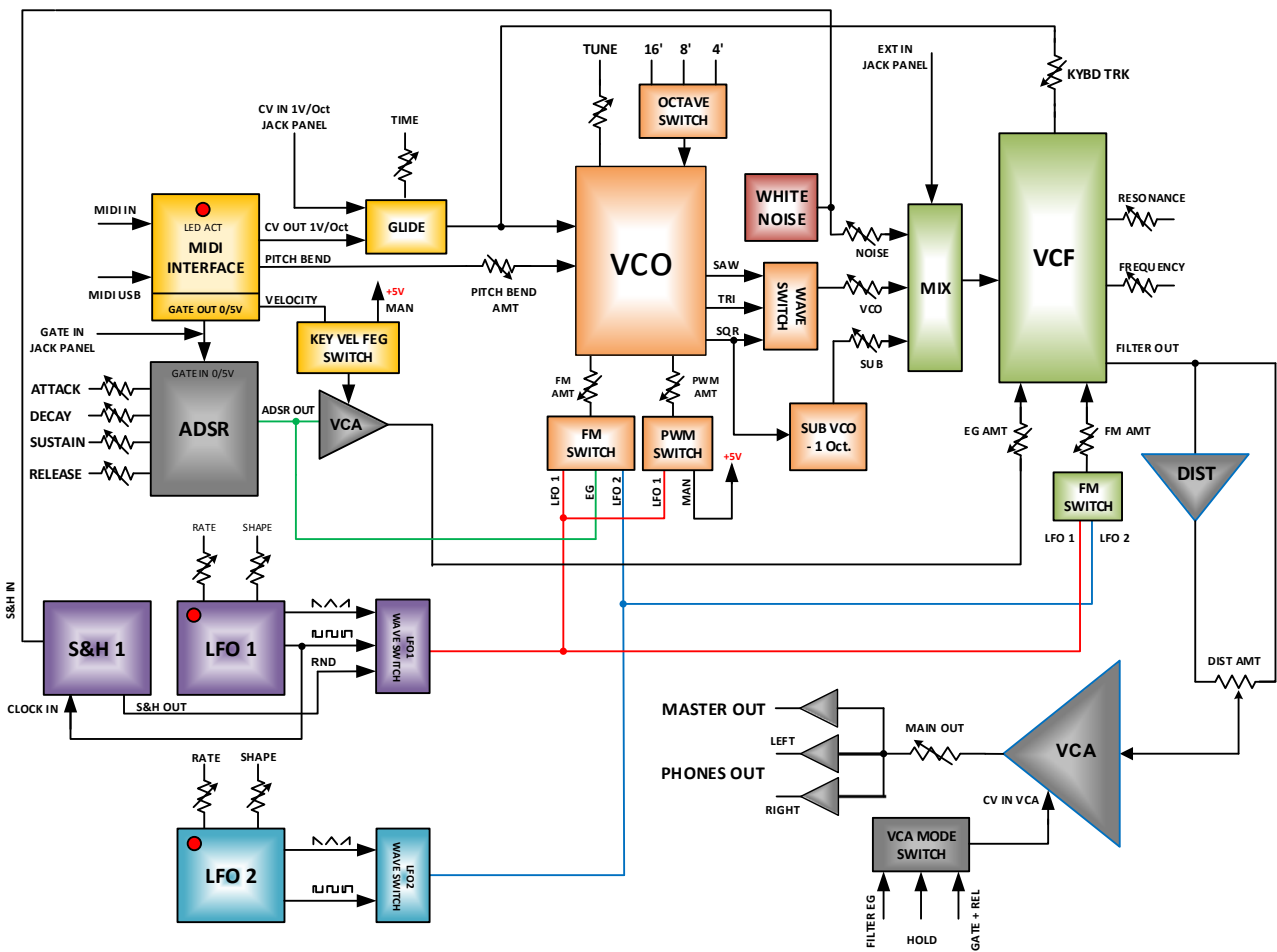 TUNE
16'
8'
4'
EXT IN
JACK PANEL
KYBD TRK
OCTAVE
SWITCH
CV IN 1V/Oct
JACK PANEL
TIME
WHITE
NOISE
MIDI IN
LED ACT
MIDI
INTERFACE
CV OUT 1V/Oct
GLIDE
RESONANCE
VCO
VCF
PITCH BEND
NOISE
SAW
WAVE
SWITCH
MIX
FREQUENCY
MIDI USB
PITCH BEND
AMT
GATE OUT 0/5V
VELOCITY
+5V
MAN
TRI
VCO
GATE IN
JACK PANEL
KEY VEL FEG
SWITCH
SQR
SUB
FILTER OUT
GATE IN 0/5V
FM
AMT
PWM
AMT
ATTACK
DECAY
ADSR
ADSR OUT
VCA
SUSTAIN
RELEASE
FM
SWITCH
PWM
SWITCH
+5V
SUB VCO
- 1 Oct.
EG AMT
FM AMT
DIST
LFO 1
EG
LFO 2
LFO 1
MAN
FM
SWITCH
LFO 1
LFO 2
RATE
SHAPE
S&H IN
S&H 1
LFO 1
LFO1
WAVE SWITCH
RND
CLOCK IN
S&H OUT
DIST AMT
MASTER OUT
MAIN OUT
LEFT
VCA
PHONES OUT
RIGHT
CV IN VCA
RATE
SHAPE
LFO 2
LFO2
WAVE SWITCH
VCA MODE
SWITCH
FILTER EG
HOLD
GATE + REL